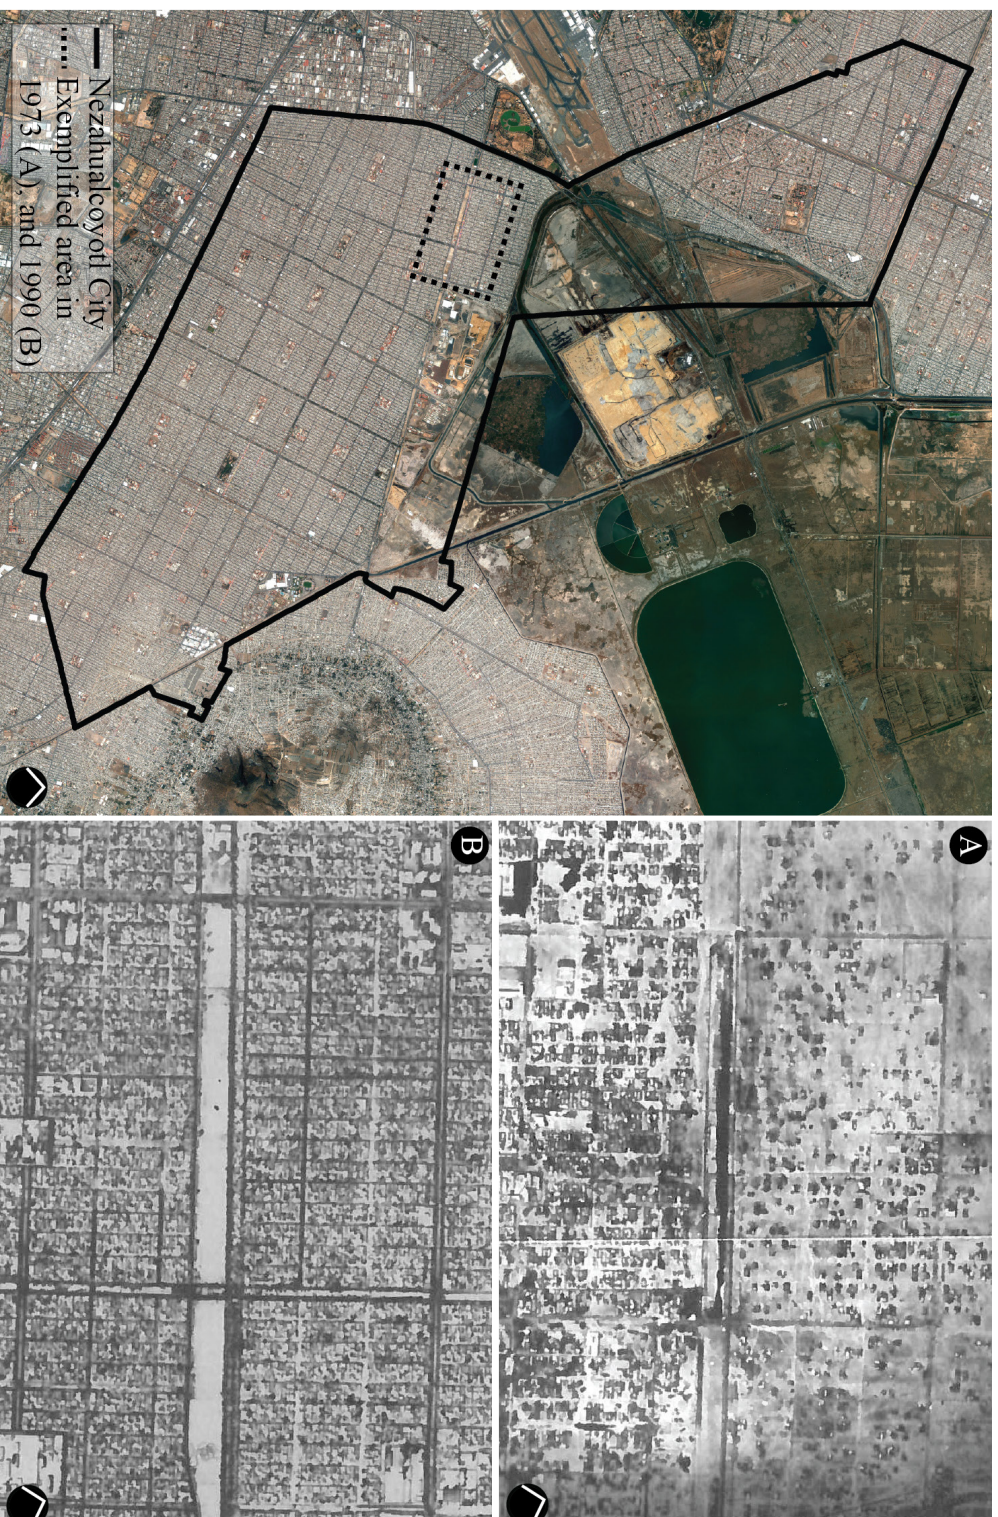 Nezahualcoyotl City
Exemplified area in
1973 (A), and 1990 (B)
A
B